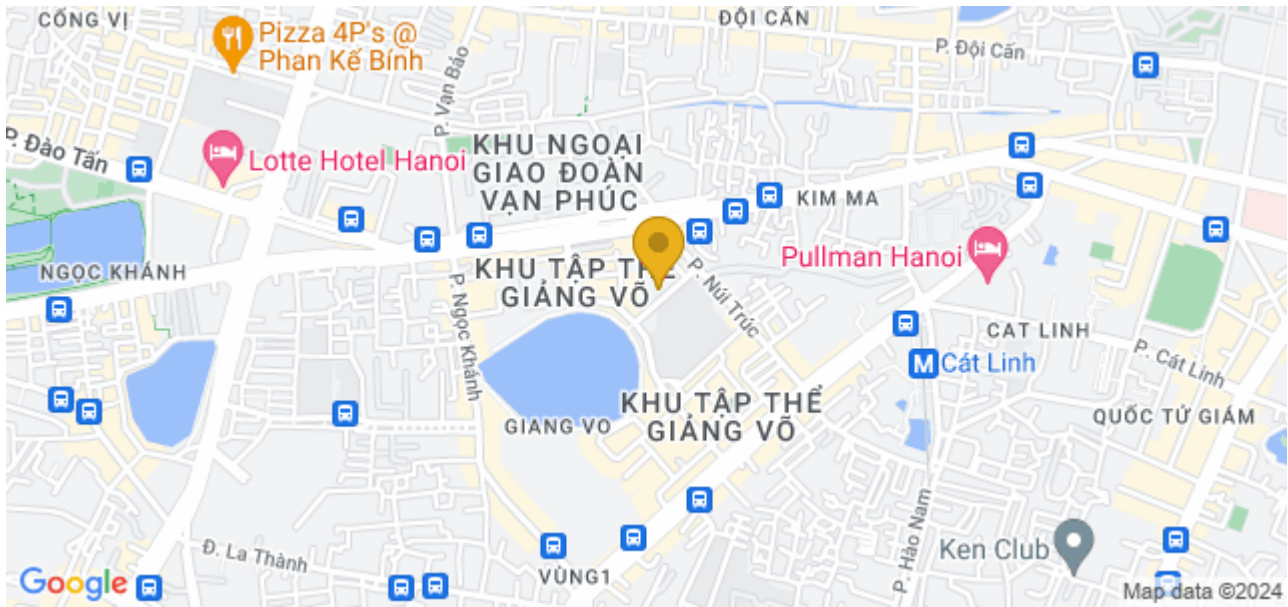 CỐNG VỊ
Pizza 4P's @
Phan Kế Bính
P. Vạn Bảo
ĐỘI CẤN
P. Đội Cấn
P. Đào Tấn
Lotte Hotel Hanoi
KHU NGOẠI
GIAO ĐOÀN
VẠN PHÚC
KIM MA
NGỌC KHÁNH
KHU TẬP THỂ
GIẢNG VÕ
P. Núi Trúc
Pullman Hanoi
P. Ngọc Khánh
CAT LINH
P. Cát Linh
M Cát Linh
GIANG VO
KHU TẬP THỂ
GIẢNG VÕ
QUỐC TỬ GIÁM
P. Hào Nam
Đ. La Thành
VÙNG1
Ken Club
Google
Map data ©2024